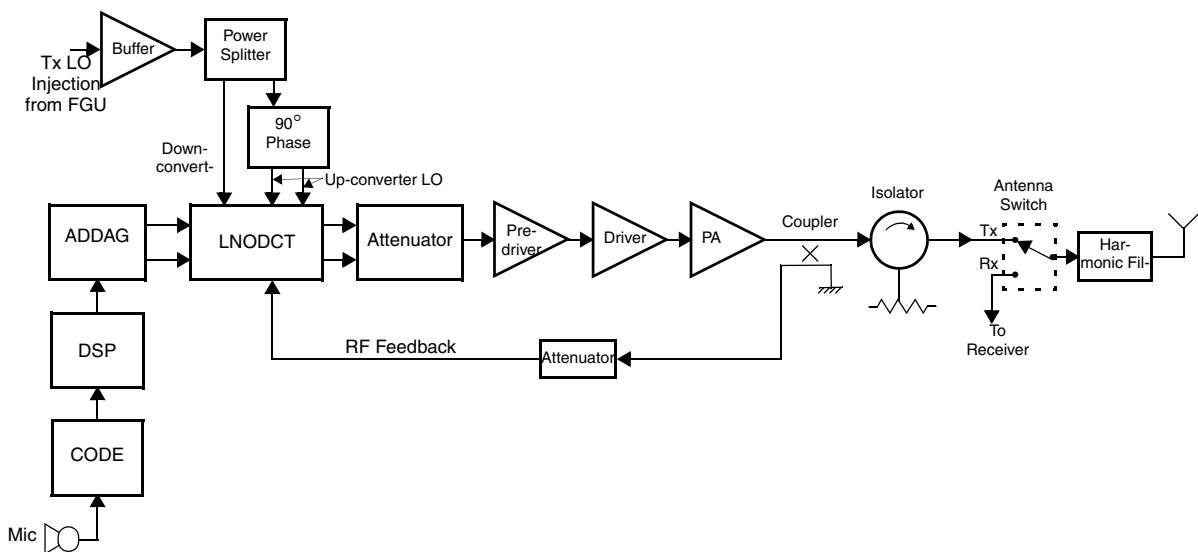 Buffer
Power
Splitter
Tx LO
Injection
from FGU
90°
Phase
Down-
convert-
Up-converter LO
ADDAG
LNODCT
Attenuator
Pre-
driver
Driver
PA
Coupler
Isolator
Antenna
Switch
Tx
Rx
Har-
monic Fil-
To
Receiver
DSP
RF Feedback
Attenuator
CODE
Mic